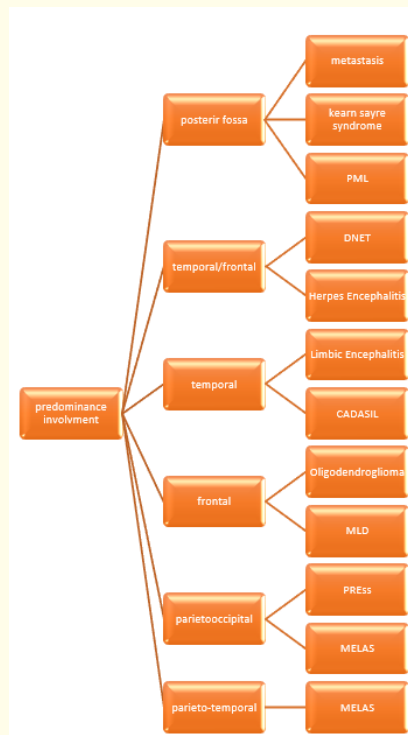 metastasis
kearn sayre
syndrome
posterir fossa
PML
DNET
temporal/frontal
Herpes Encephalitis
Limbic Encephalitis
temporal
CADASIL
predominance
involvment
Oligodendroglioma
frontal
MLD
PREss
parietooccipital
MELAS
parieto-temporal
MELAS